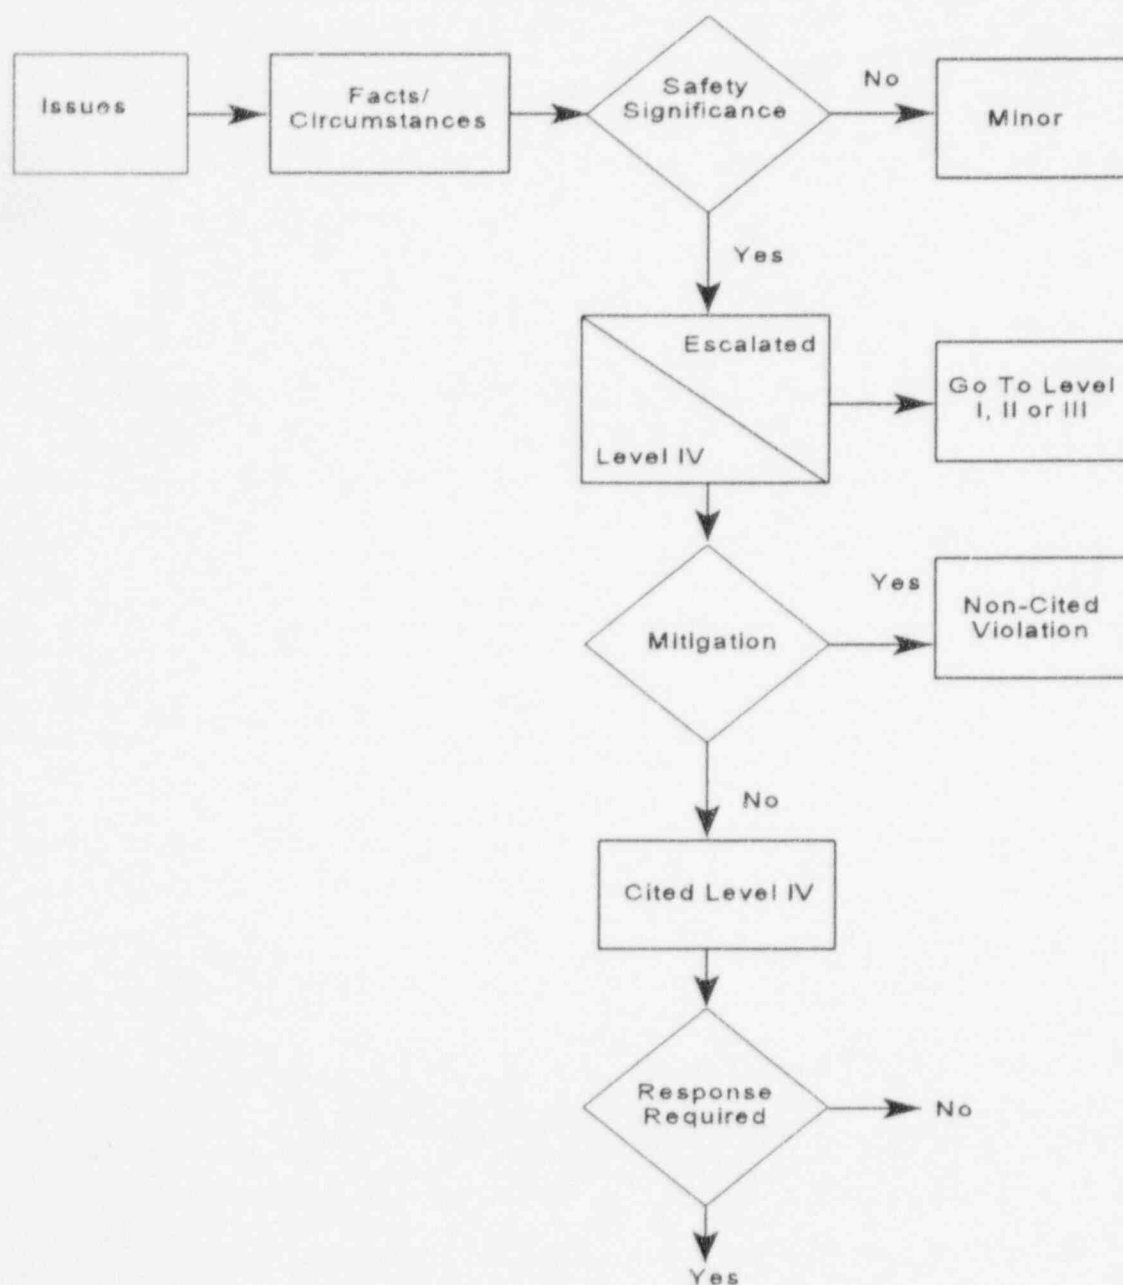 Issues
Facts/
Circumstances
Safety
Significance
No
Minor
Yes
Escalated
Level IV
Go To Level
I, II or III
Mitigation
Yes
Non-Cited
Violation
No
Cited Level IV
Response
Required
No
Yes